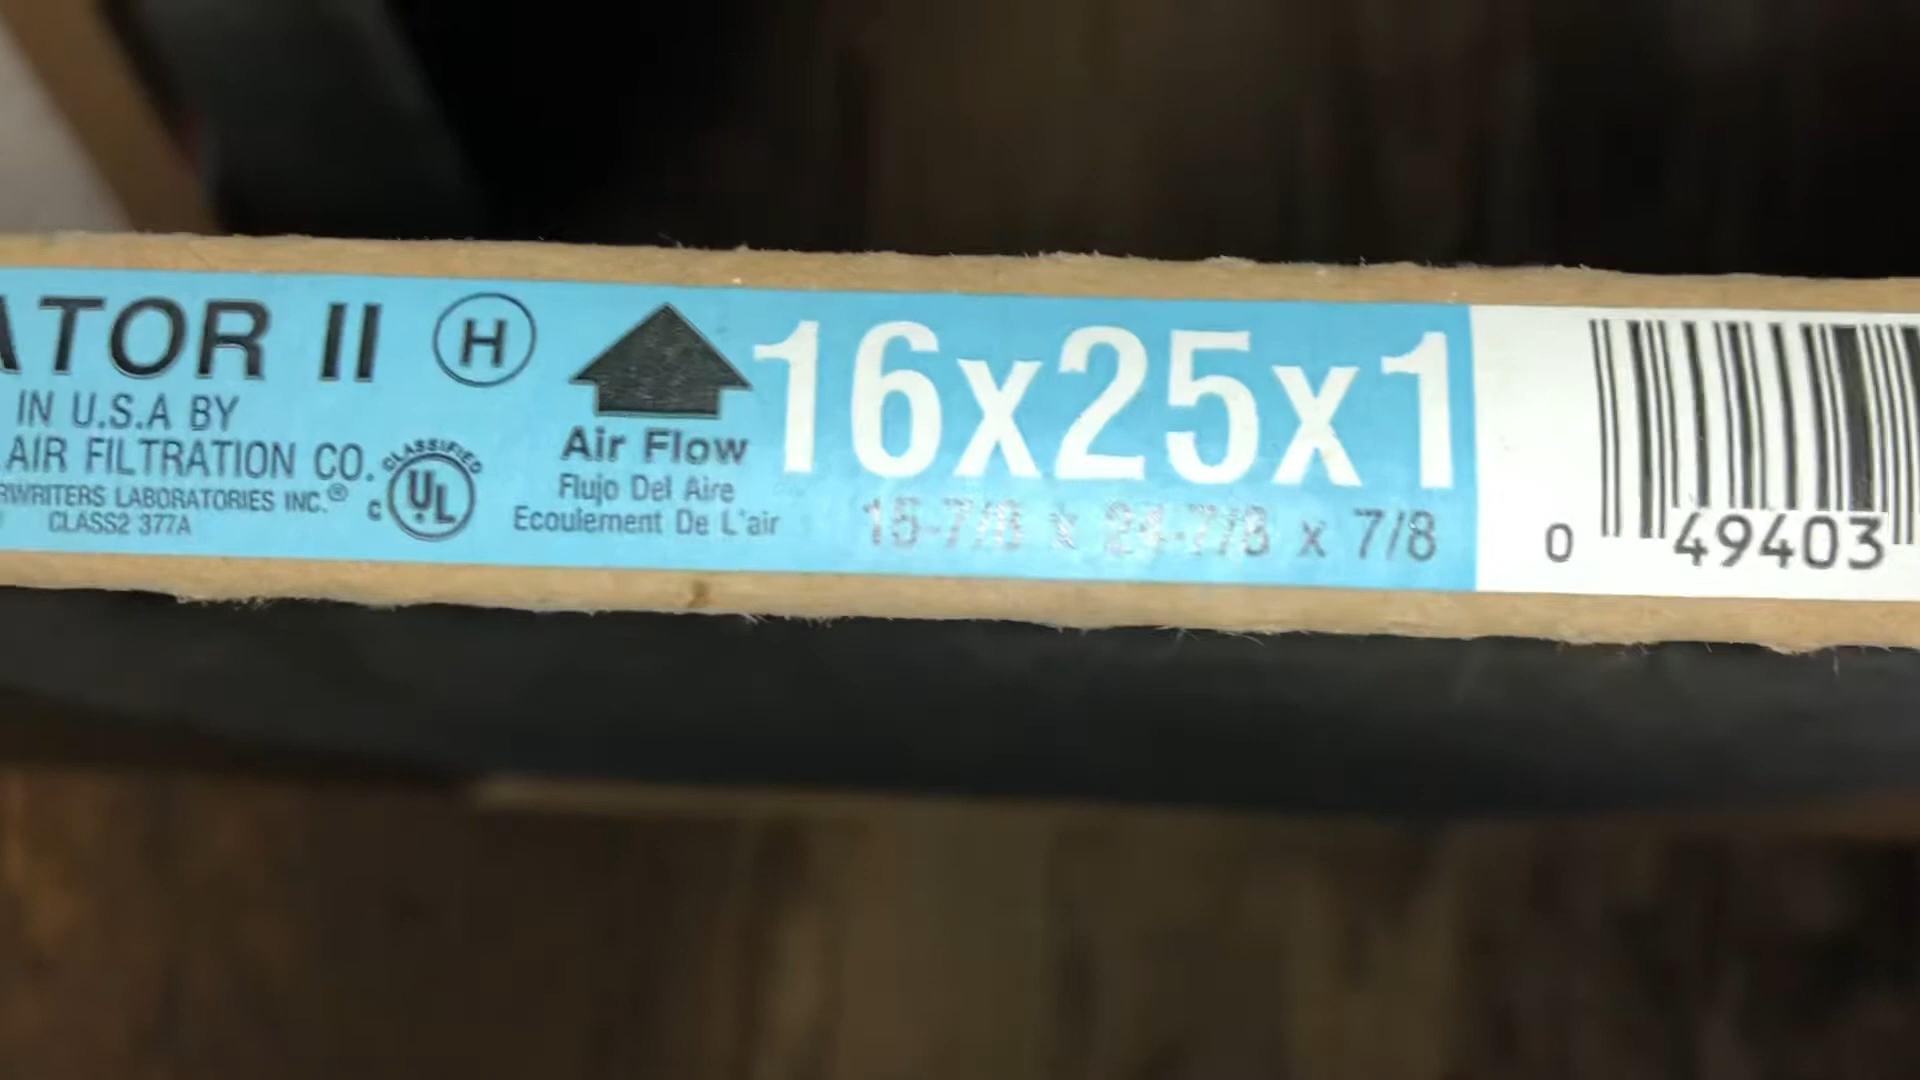 ATOR II Ⓗ
IN U.S.A BY
AIR FILTRATION CO.
RWRITERS LABORATORIES INC.®
CLASS2 377A
CLASSIFIED
C UL
Air Flow
Flujo Del Aire
Ecoulement De L'air
16x25x1
15-7/8 x 24-7/8 x 7/8
0 49403